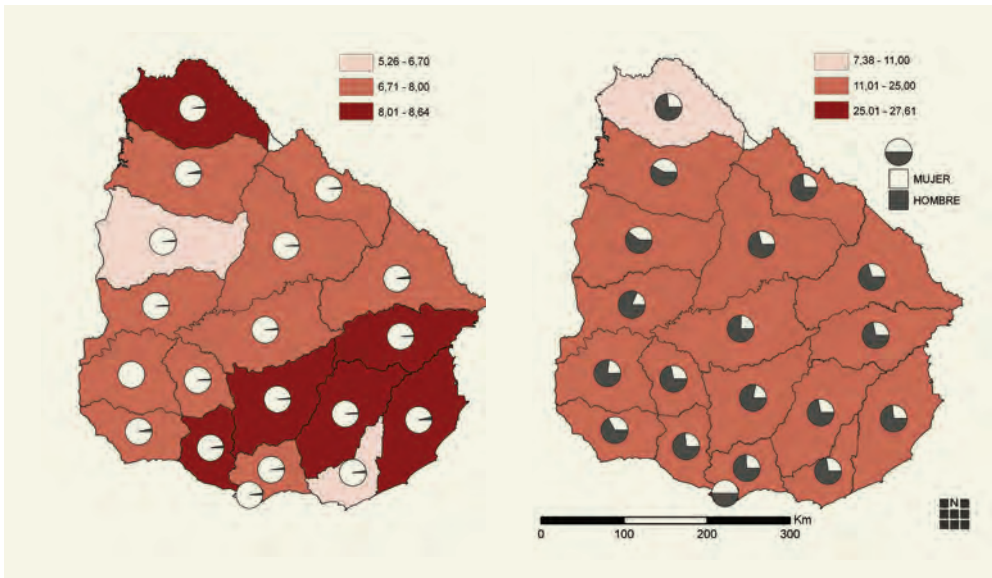 5,26 - 6,70
6,71 - 8,00
8,01 - 8,64
7,38 - 11,00
11,01 - 25,00
25,01 - 27,61
MUJER
HOMBRE
N
Km
0 100 200 300